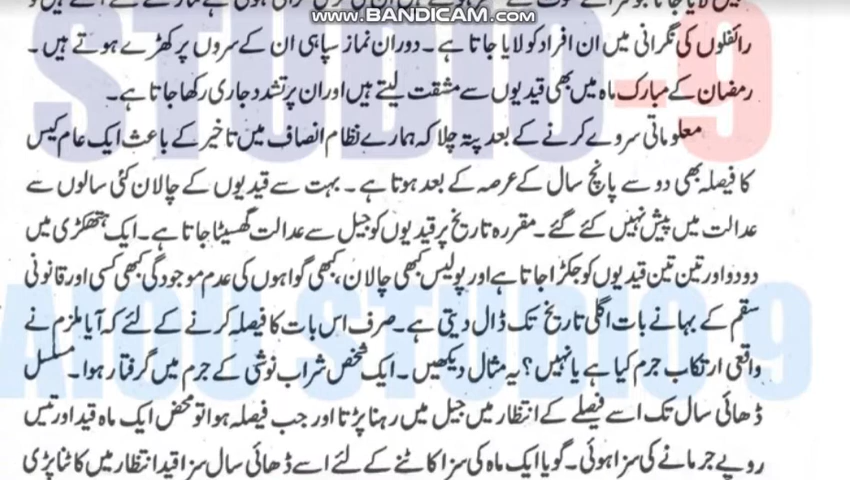 www.BANDICAM.com
رائفلوں کی نگرانی میں ان افراد کو لایا جاتا ہے۔ دوران نماز سپاہی ان کے سروں پر کھڑے ہوتے ہیں۔
رمضان کے مبارک ماہ میں بھی قیدیوں سے مشقت لیتے ہیں اور ان پر تشدد جاری رکھا جاتا ہے۔
معلوماتی سروے کرنے کے بعد پتہ چلا کہ ہمارے نظام انصاف میں تاخیر کے باعث ایک عام کیس
کا فیصلہ بھی دو سے پانچ سال کے عرصہ کے بعد ہوتا ہے۔ بہت سے قیدیوں کے چالان کئی سالوں سے
عدالت میں پیش نہیں کئے گئے۔ مقررہ تاریخ پر قیدیوں کو جیل سے عدالت گھسیٹا جاتا ہے۔ ایک ہتھکڑی میں
دو دو اور تین تین قیدیوں کو جکڑا جاتا ہے اور پولیس کبھی چالان، کبھی گواہوں کی عدم موجودگی کبھی کسی اور قانونی
سقم کے بہانے بات اگلی تاریخ تک ڈال دیتی ہے۔ صرف اس بات کا فیصلہ کرنے کے لئے کہ آیا ملزم نے
واقعی ارتکاب جرم کیا ہے یا نہیں؟ یہ مثال دیکھیں۔ ایک شخص شراب نوشی کے جرم میں گرفتار ہوا۔ مسلسل
ڈھائی سال تک اسے فیصلے کے انتظار میں جیل میں رہنا پڑتا اور جب فیصلہ ہوا تو محض ایک ماہ قید اور تیس
روپے جرمانے کی سزا ہوئی۔ گویا ایک ماہ کی سزا کاٹنے کے لئے اسے ڈھائی سال سزا قید انتظار میں کاٹنا پڑی
STUDIO-9
AIOU STUDIO 9